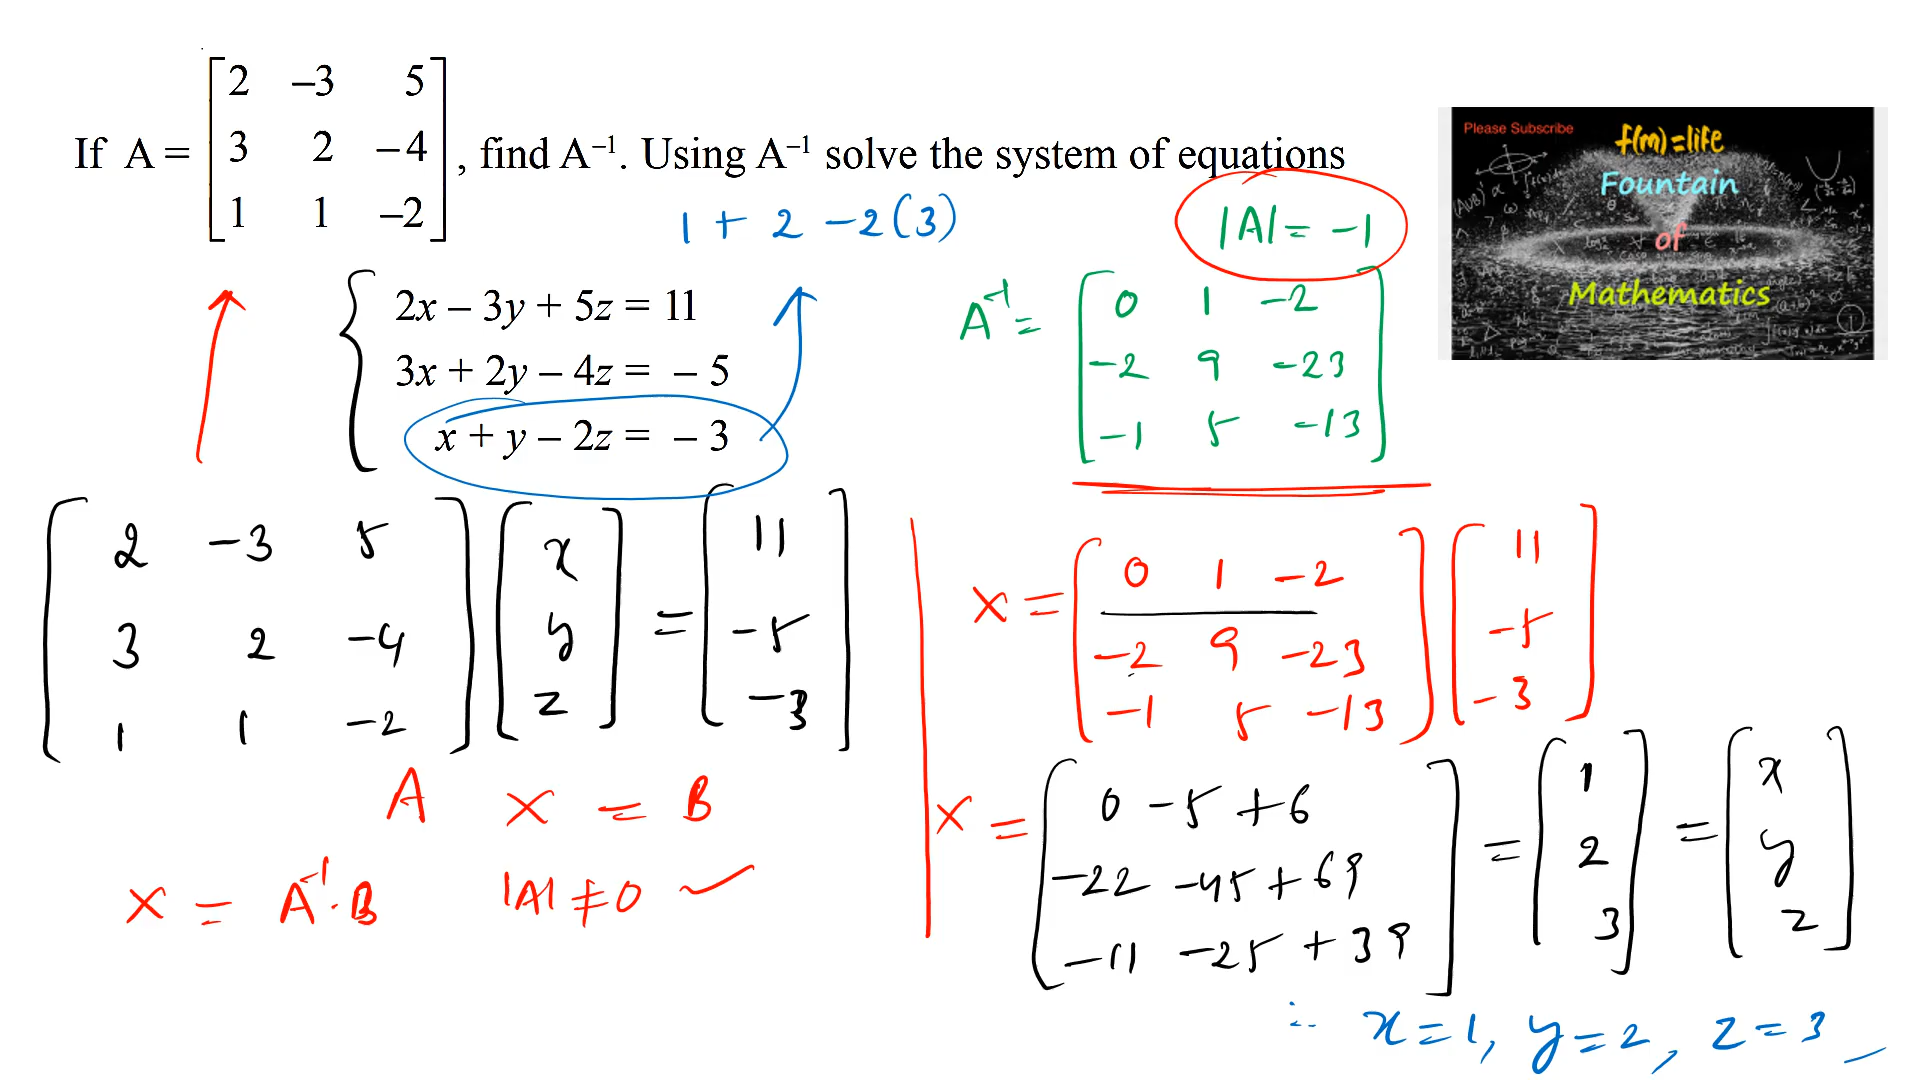 If A = [2 –3 5
3 2 –4
1 1 –2], find A⁻¹. Using A⁻¹ solve the system of equations
Please Subscribe
f(m)=life
Fountain
of
Mathematics
1 + 2 – 2(3)
|A| = –1
2x – 3y + 5z = 11
3x + 2y – 4z = – 5
x + y – 2z = – 3
A⁻¹ =
0 1 –2
–2 9 –23
–1 5 –13
2 –3 5 x 11
3 2 –4 y = –5
1 1 –2 z –3
A X = B
X = A⁻¹.B |A| ≠ 0
X =
0 1 –2 11
–2 9 –23 –5
–1 5 –13 –3
X =
0 –5 + 6 1 x
–22 –45 + 69 = 2 = y
–11 –25 + 39 3 z
∴ x = 1, y = 2, z = 3